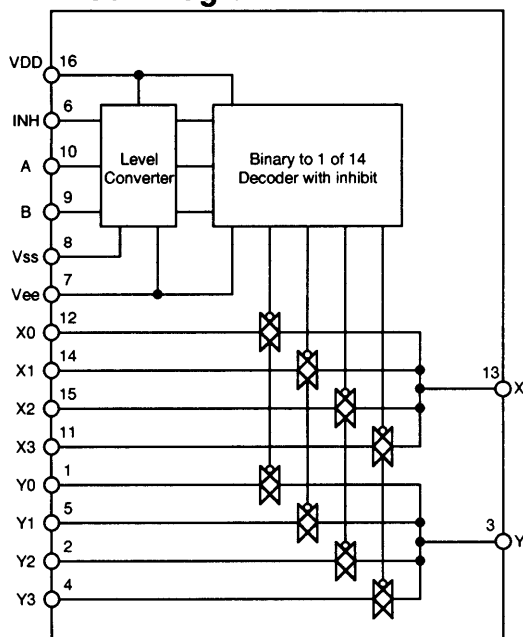 VDD 16
INH 6
A 10
B 9
Vss 8
Vee 7
Level
Converter
Binary to 1 of 14
Decoder with inhibit
X0 12
X1 14
X2 15
X3 11
13 X
Y0 1
Y1 5
Y2 2
Y3 4
3 Y